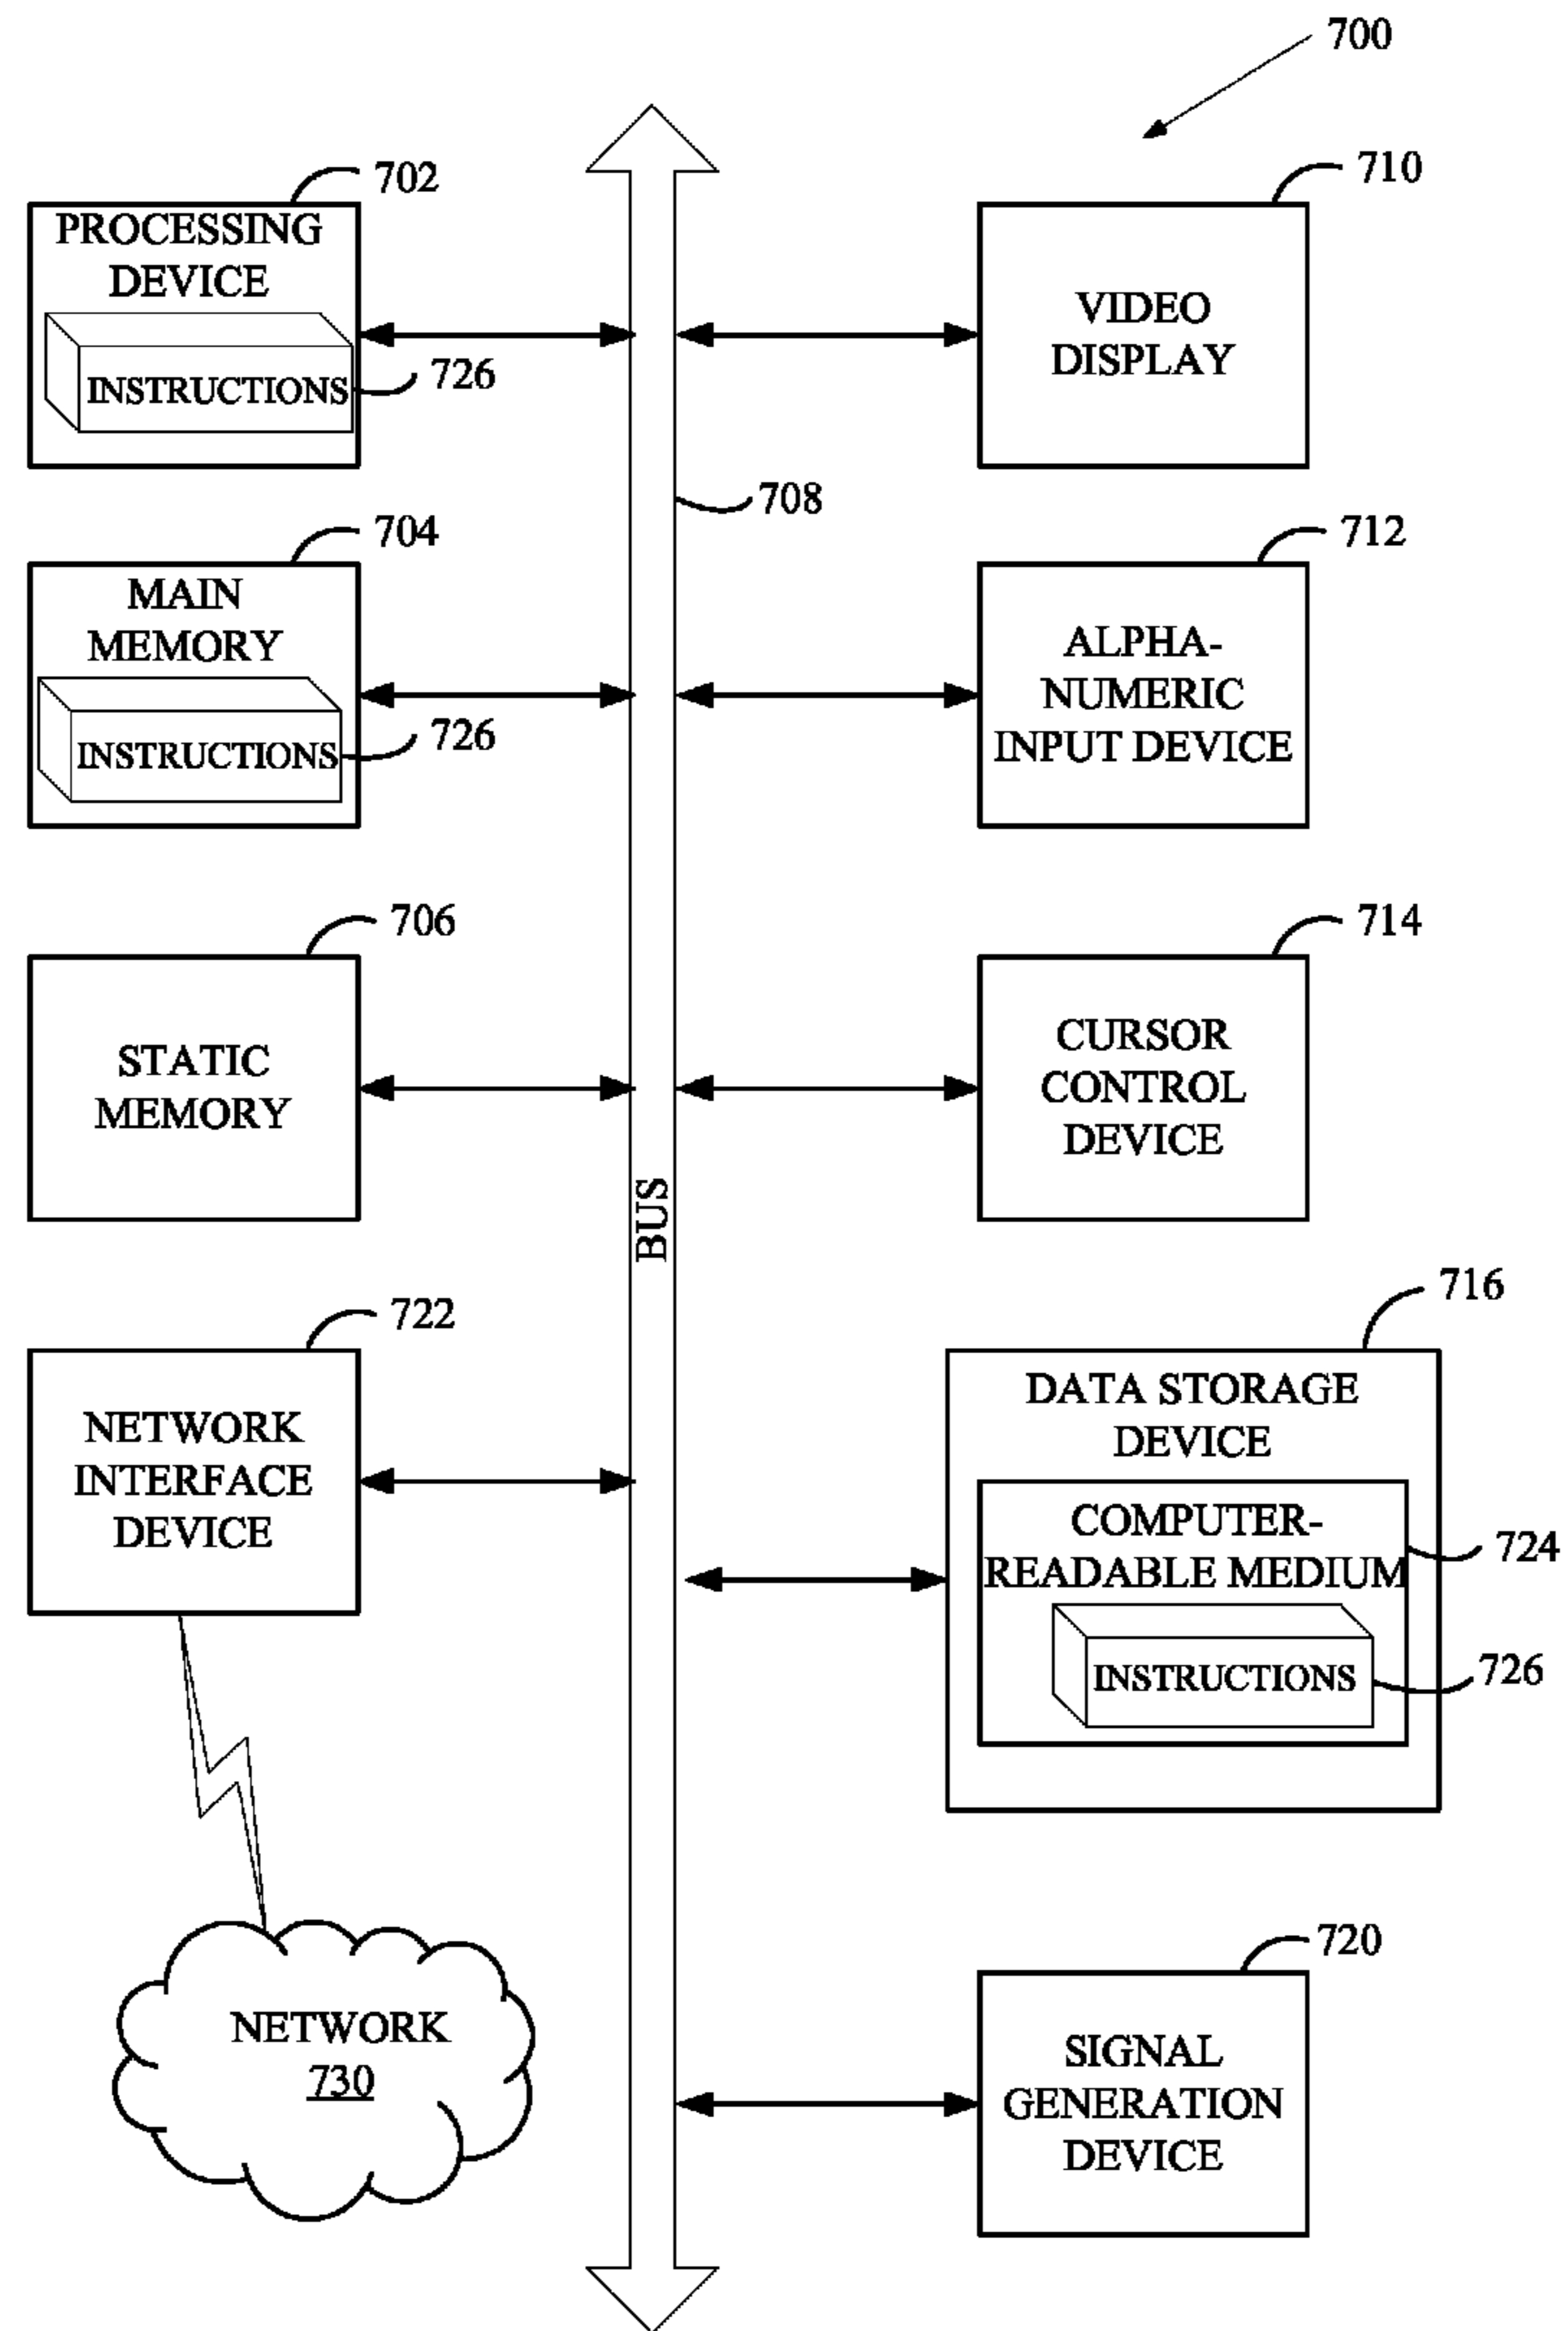 700
702
PROCESSING
DEVICE
INSTRUCTIONS
726
710
VIDEO
DISPLAY
708
704
MAIN
MEMORY
INSTRUCTIONS
726
712
ALPHA-
NUMERIC
INPUT DEVICE
706
STATIC
MEMORY
714
CURSOR
CONTROL
DEVICE
BUS
722
NETWORK
INTERFACE
DEVICE
716
DATA STORAGE
DEVICE
COMPUTER-
READABLE MEDIUM
724
INSTRUCTIONS
726
NETWORK
730
720
SIGNAL
GENERATION
DEVICE